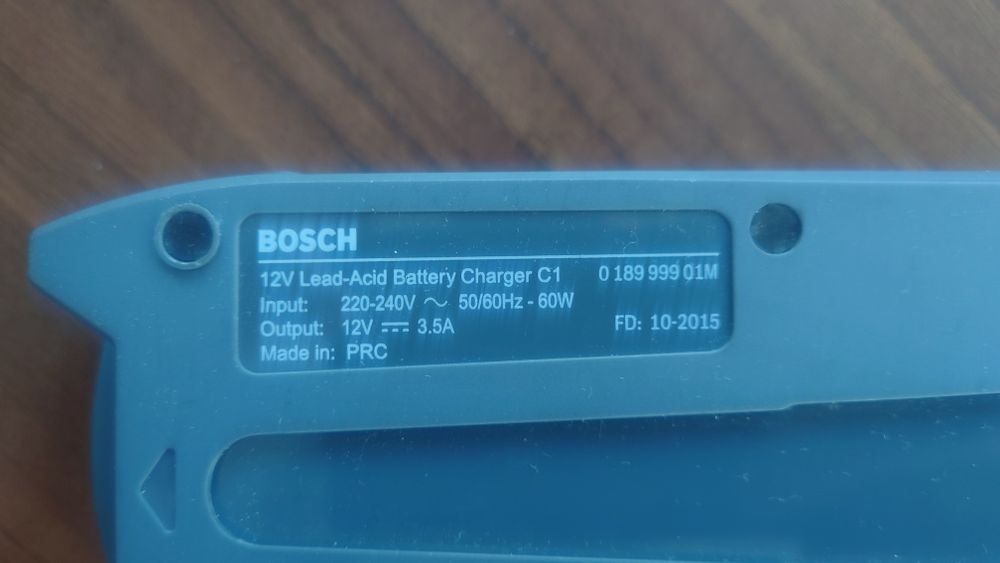 BOSCH
12V Lead-Acid Battery Charger C1 0 189 999 01M
Input: 220-240V ～ 50/60Hz - 60W
Output: 12V ⎓ 3.5A FD: 10-2015
Made in: PRC